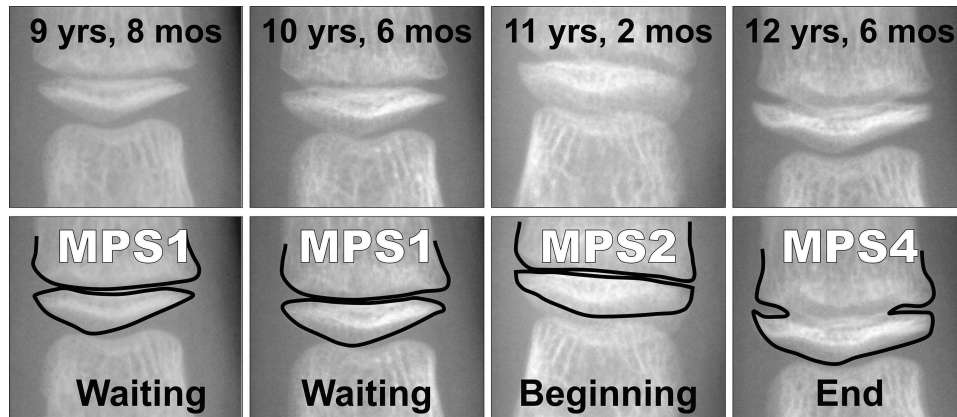 9 yrs, 8 mos
10 yrs, 6 mos
11 yrs, 2 mos
12 yrs, 6 mos
MPS1
MPS1
MPS2
MPS4
Waiting
Waiting
Beginning
End